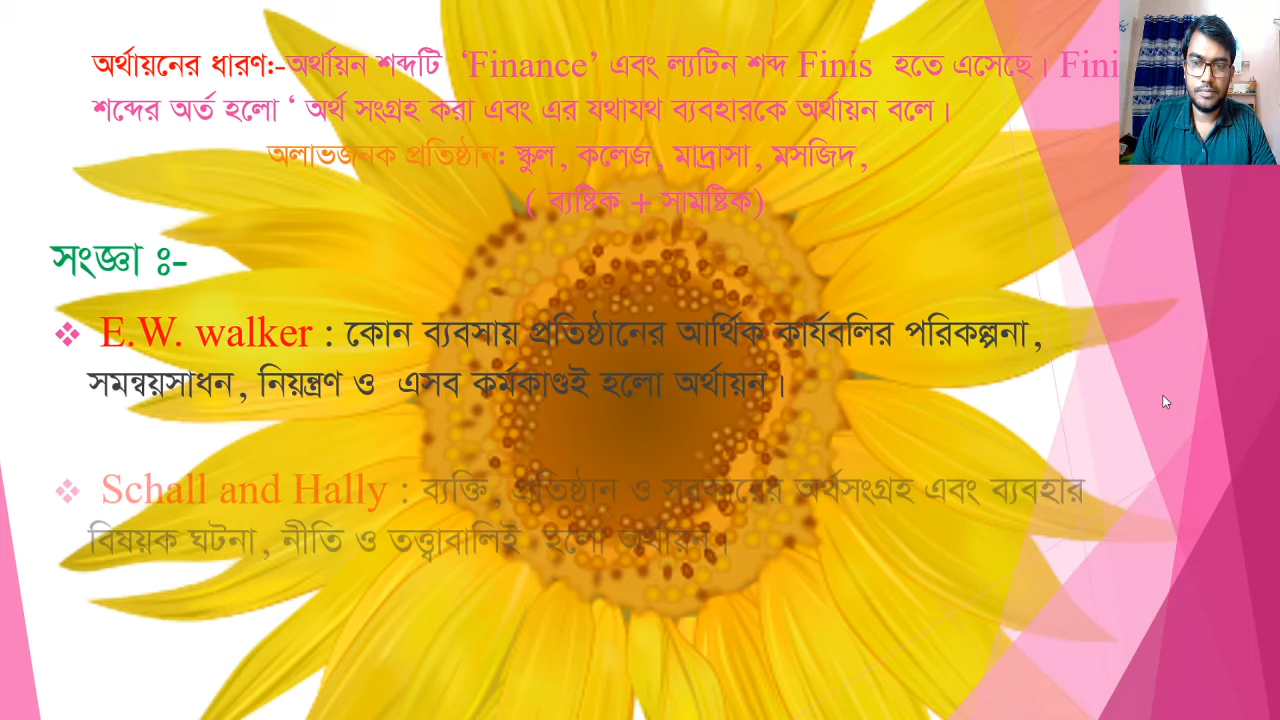 অর্থায়নের ধারণ:-অর্থায়ন শব্দটি ‘Finance’ এবং ল্যটিন শব্দ Finis হতে এসেছে। Fini
শব্দের অর্ত হলো ‘ অর্থ সংগ্রহ করা এবং এর যথাযথ ব্যবহারকে অর্থায়ন বলে।
অলাভজনক প্রতিষ্ঠান: স্কুল, কলেজ, মাদ্রাসা, মসজিদ,
( ব্যষ্টিক + সামষ্টিক)
সংজ্ঞা ঃ-
❖ E.W. walker : কোন ব্যবসায় প্রতিষ্ঠানের আর্থিক কার্যবলির পরিকল্পনা,
সমন্বয়সাধন, নিয়ন্ত্রণ ও এসব কর্মকাণ্ডই হলো অর্থায়ন।
❖ Schall and Hally : ব্যক্তি, প্রতিষ্ঠান ও সরকারের অর্থসংগ্রহ এবং ব্যবহার
বিষয়ক ঘটনা, নীতি ও তত্ত্বাবালিই হলো অর্থায়ন।